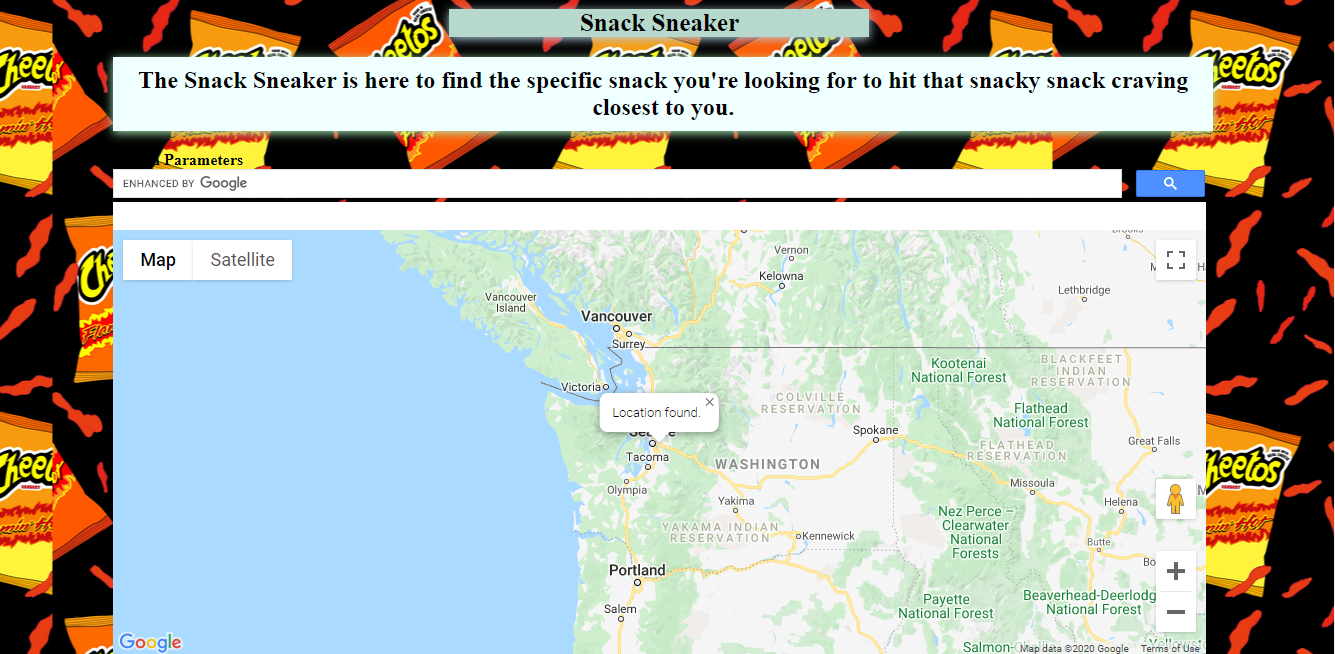 Snack Sneaker
The Snack Sneaker is here to find the specific snack you're looking for to hit that snacky snack craving
closest to you.
Parameters
ENHANCED BY Google
Map
Satellite
Vernon
Kelowna
Lethbridge
Vancouver
Island
Vancouver
Surrey
Kootenai
National Forest
BLACKFEET
INDIAN
RESERVATION
Victoria
COLVILLE
RESERVATION
Location found.
Flathead
National Forest
Spokane
Great Falls
FLATHEAD
RESERVATION
Tacoma
WASHINGTON
Olympia
Missoula
Yakima
Helena
Nez Perce –
Clearwater
National
Forests
YAKAMA INDIAN
RESERVATION
Kennewick
Butte
Portland
Payette
National Forest
Beaverhead-Deerlodg
National Forest
Salem
Google
Salmon-
Map data ©2020 Google
Terms of Use
Cheetos
Cheetos
Cheetos